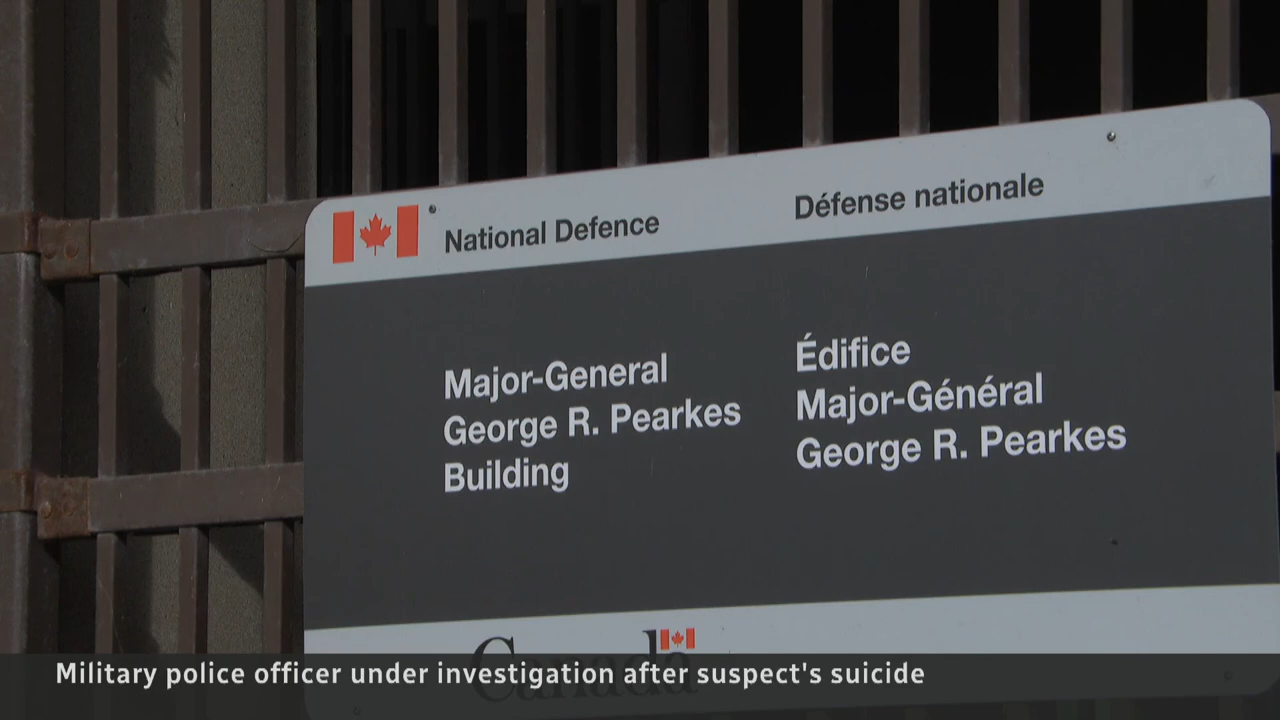 National Defence
Défense nationale
Major-General
George R. Pearkes
Building
Édifice
Major-Général
George R. Pearkes
Canada
Military police officer under investigation after suspect's suicide